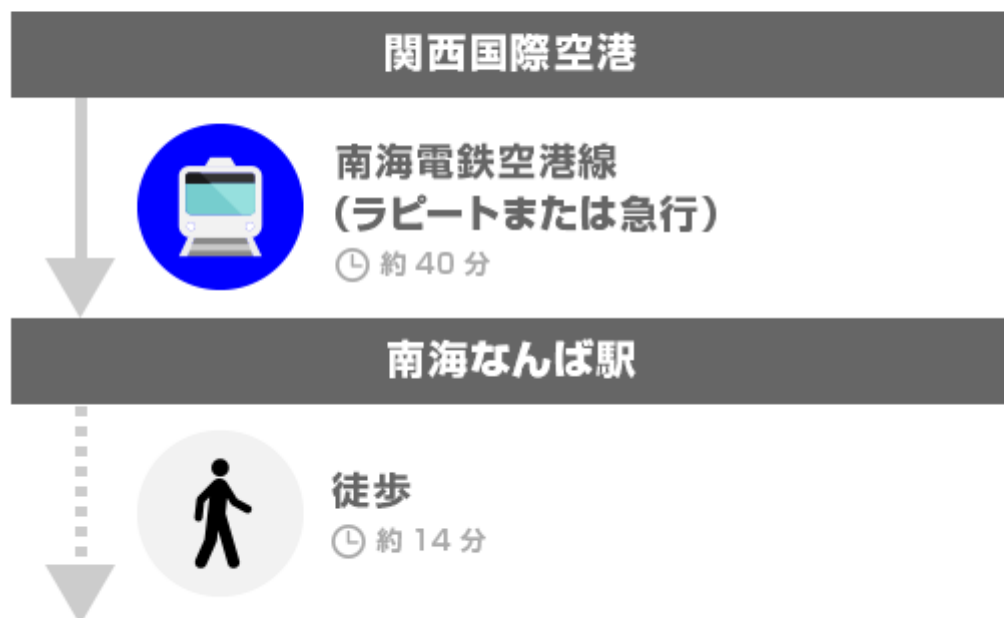 関西国際空港
南海電鉄空港線
(ラピートまたは急行)
約 40 分
南海なんば駅
徒歩
約 14 分